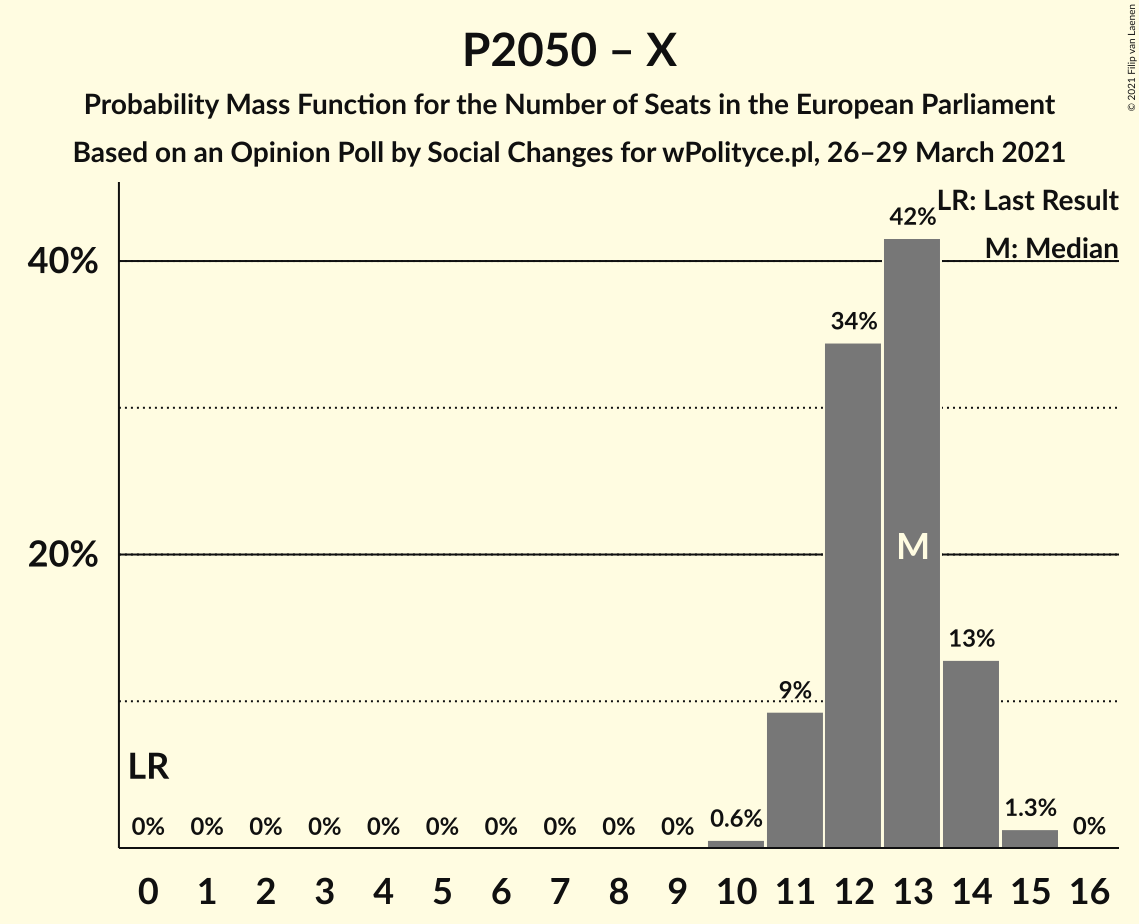 P2050 – X
Probability Mass Function for the Number of Seats in the European Parliament
Based on an Opinion Poll by Social Changes for wPolityce.pl, 26–29 March 2021
© 2021 Filip van Laenen
LR: Last Result
M: Median
40%
20%
42%
34%
M
13%
9%
LR
0% 0% 0% 0% 0% 0% 0% 0% 0% 0% 0.6% 1.3% 0%
0 1 2 3 4 5 6 7 8 9 10 11 12 13 14 15 16